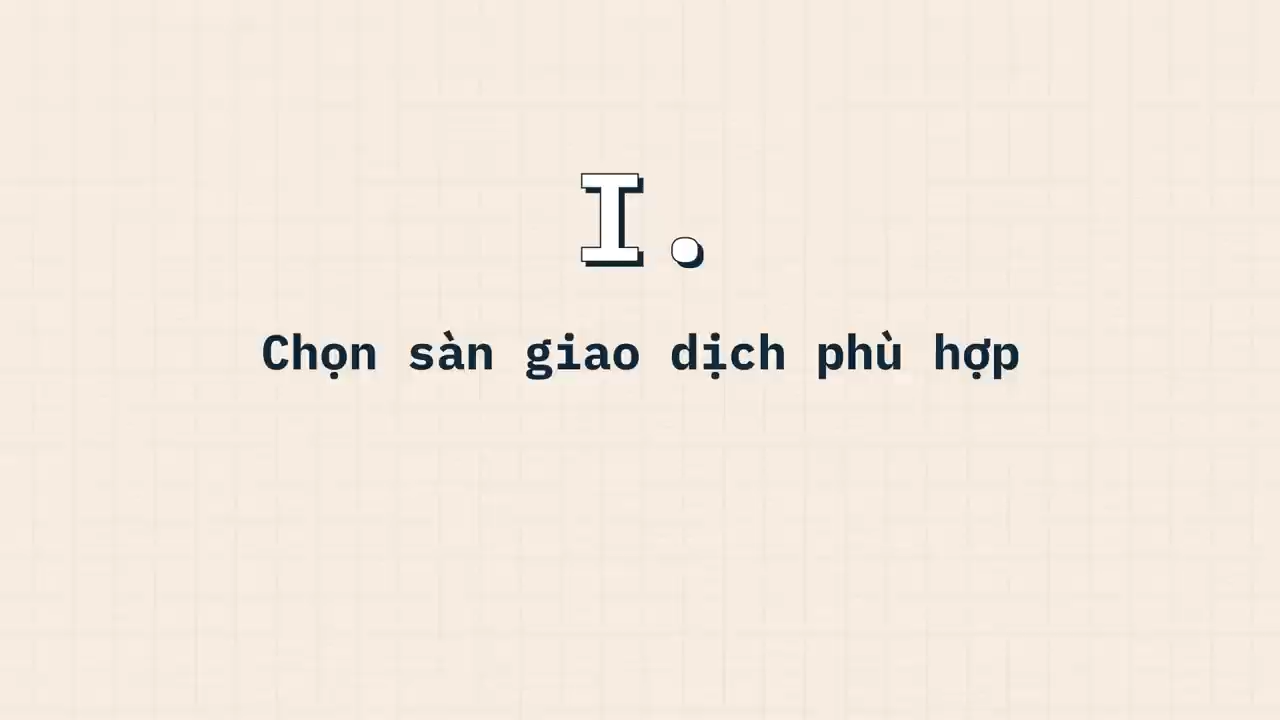 I.
Chọn sàn giao dịch phù hợp